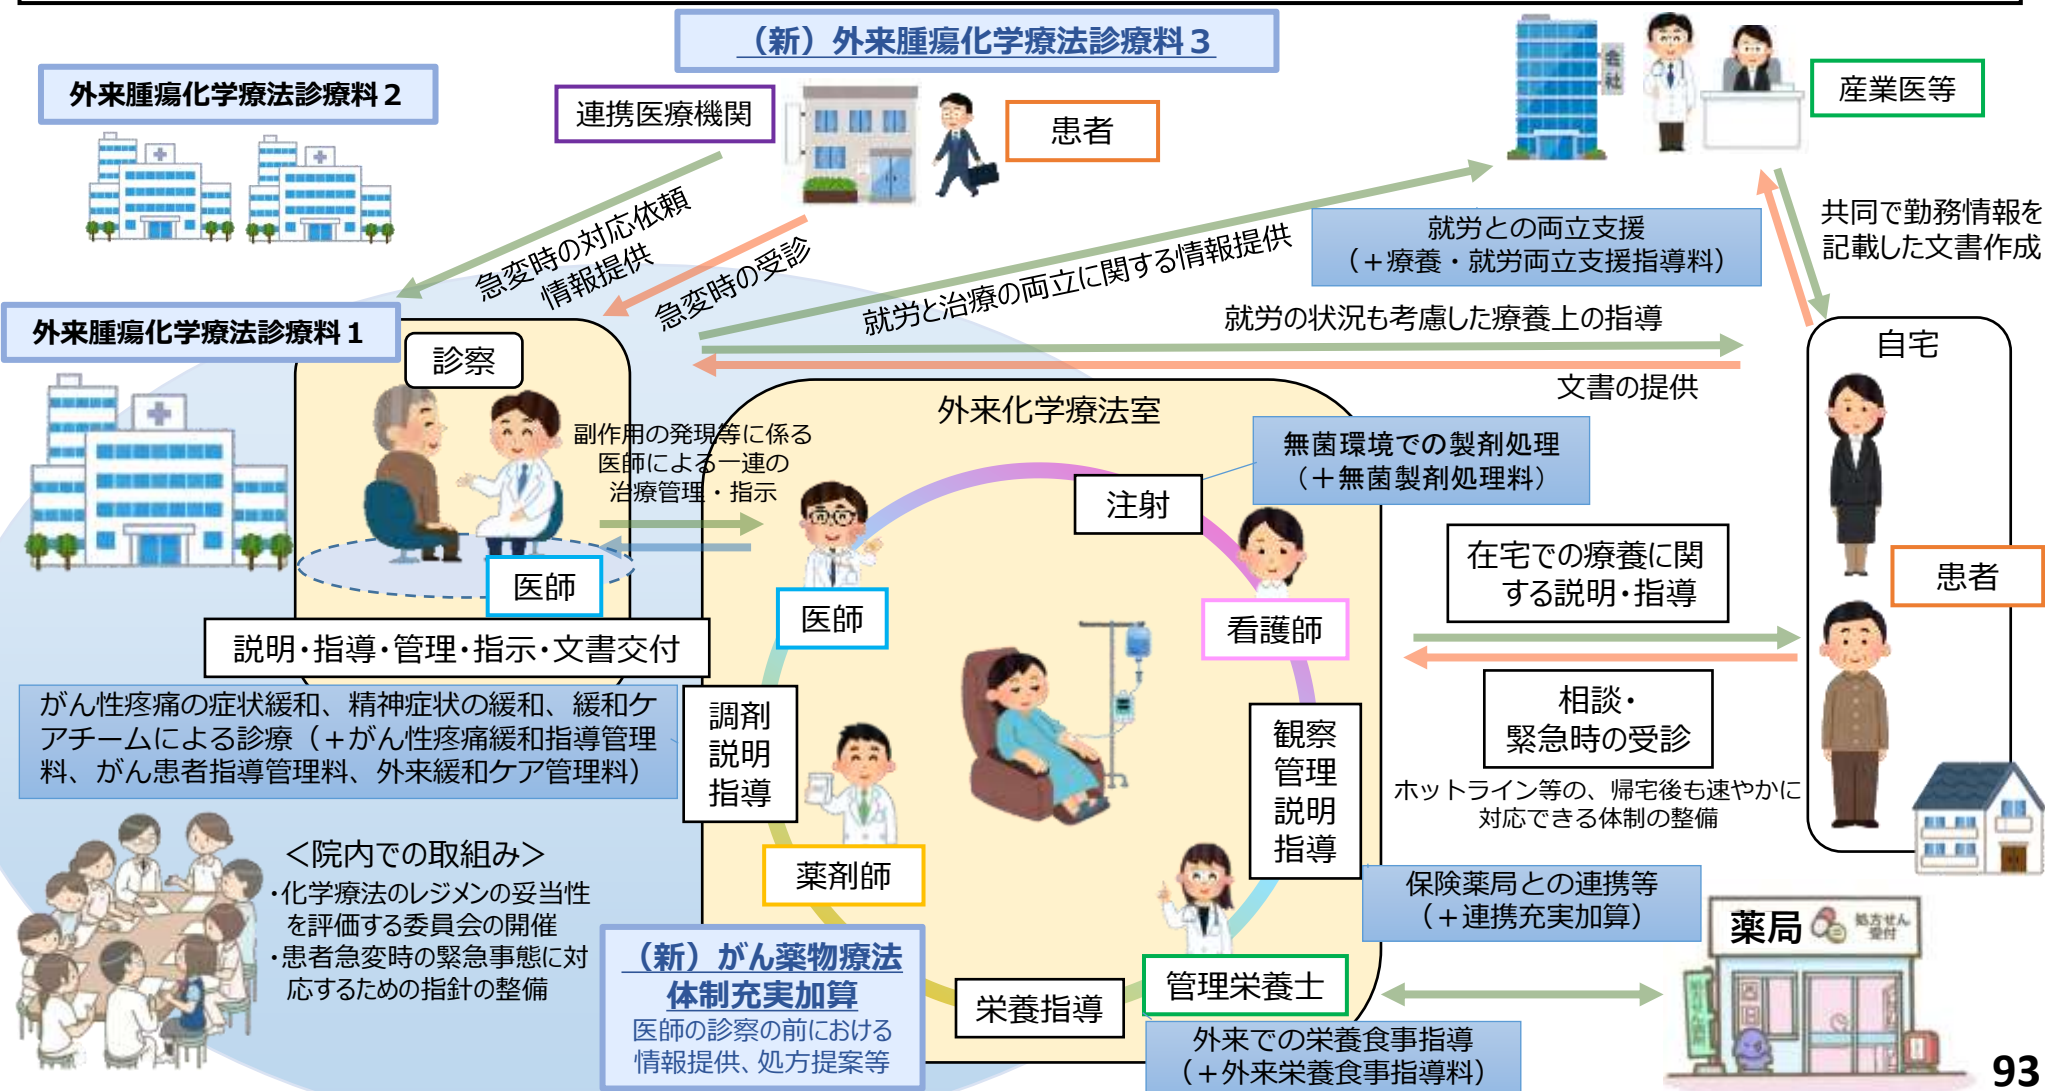 （新）外来腫瘍化学療法診療料３
外来腫瘍化学療法診療料２
連携医療機関
患者
会社
産業医等
急変時の対応依頼
情報提供
急変時の受診
就労と治療の両立に関する情報提供
就労との両立支援
（＋療養・就労両立支援指導料）
共同で勤務情報を
記載した文書作成
外来腫瘍化学療法診療料１
就労の状況も考慮した療養上の指導
文書の提供
自宅
診察
副作用の発現等に係る
医師による一連の
治療管理・指示
医師
説明・指導・管理・指示・文書交付
外来化学療法室
無菌環境での製剤処理
（＋無菌製剤処理料）
注射
医師
看護師
在宅での療養に関
する説明・指導
患者
相談・
緊急時の受診
ホットライン等の、帰宅後も速やかに
対応できる体制の整備
がん性疼痛の症状緩和、精神症状の緩和、緩和ケ
アチームによる診療（＋がん性疼痛緩和指導管理
料、がん患者指導管理料、外来緩和ケア管理料）
調剤
説明
指導
観察
管理
説明
指導
薬剤師
＜院内での取組み＞
・化学療法のレジメンの妥当性
を評価する委員会の開催
・患者急変時の緊急事態に対
応するための指針の整備
（新）がん薬物療法
体制充実加算
医師の診察の前における
情報提供、処方提案等
栄養指導
管理栄養士
保険薬局との連携等
（＋連携充実加算）
外来での栄養食事指導
（＋外来栄養食事指導料）
薬局
処方せん
受付
93